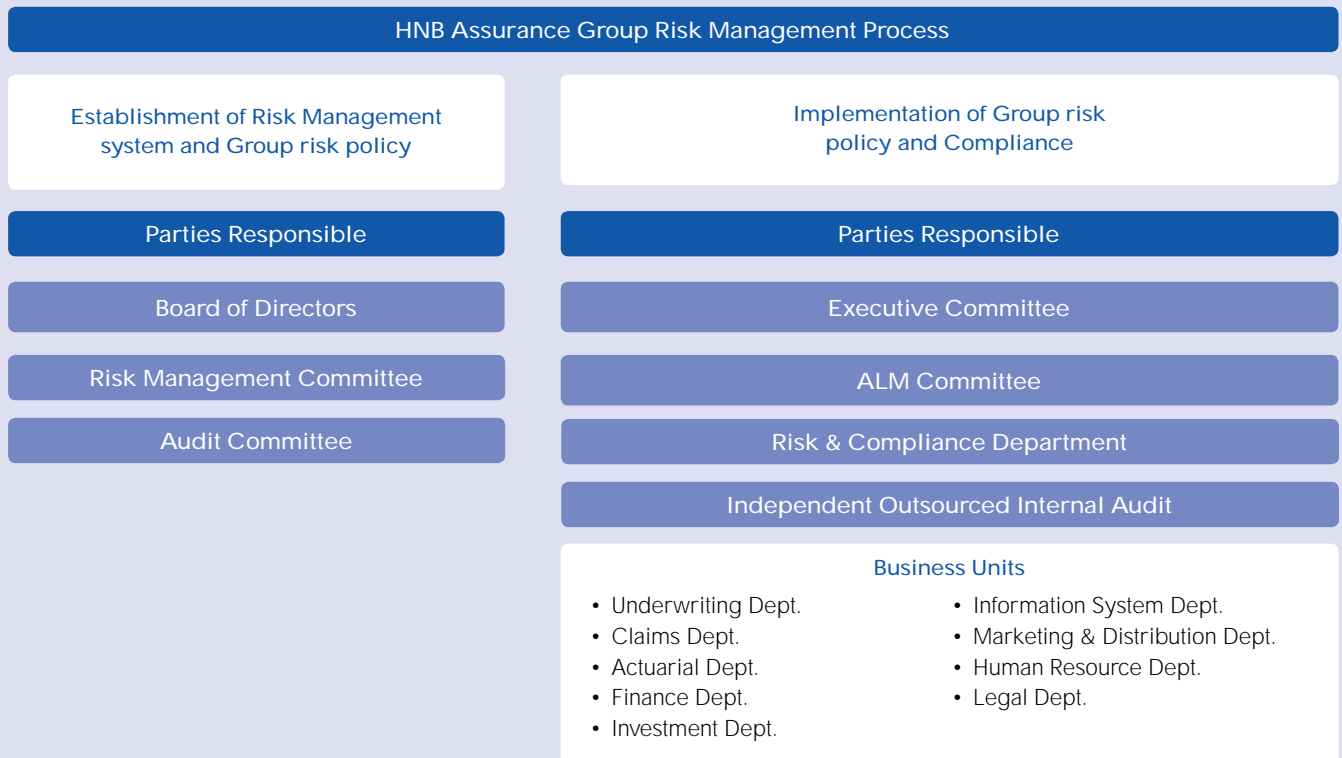 HNB Assurance Group Risk Management Process
Establishment of Risk Management
system and Group risk policy
Parties Responsible
Board of Directors
Risk Management Committee
Audit Committee
Implementation of Group risk
policy and Compliance
Parties Responsible
Executive Committee
ALM Committee
Risk & Compliance Department
Independent Outsourced Internal Audit
Business Units
• Underwriting Dept.
• Claims Dept.
• Actuarial Dept.
• Finance Dept.
• Investment Dept.
• Information System Dept.
• Marketing & Distribution Dept.
• Human Resource Dept.
• Legal Dept.